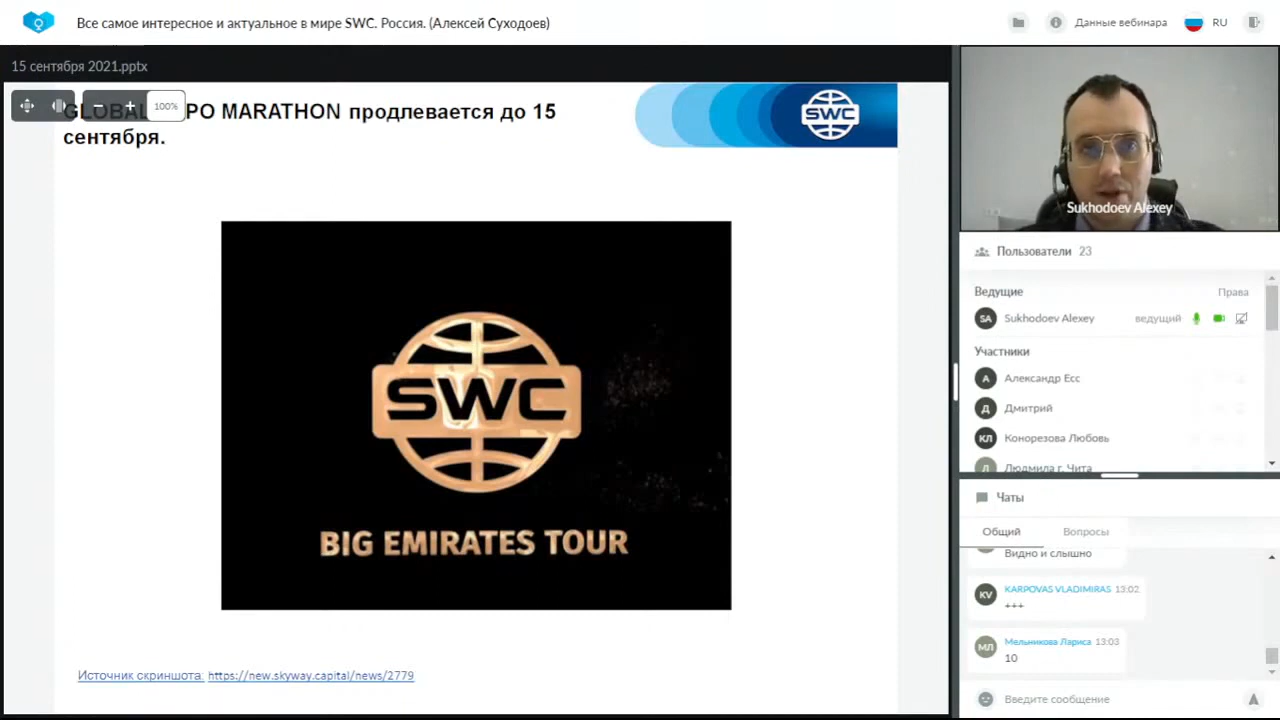 Все самое интересное и актуальное в мире SWC. Россия. (Алексей Суходоев)
Данные вебинара
RU
15 сентября 2021.pptx
100%
GLOBAL PO MARATHON продлевается до 15
сентября.
SWC
SWC
BIG EMIRATES TOUR
Источник скриншота: https://new.skyway.capital/news/2779
Sukhodoev Alexey
Пользователи 23
Ведущие
Права
SA
Sukhodoev Alexey
ведущий
Участники
А
Александр Есс
Д
Дмитрий
КЛ
Конорезова Любовь
Л
Людмила г. Чита
Чаты
Общий
Вопросы
Видно и слышно
KV
KARPOVAS VLADIMIRAS 13:02
+++
МЛ
Мельникова Лариса 13:03
10
Введите сообщение